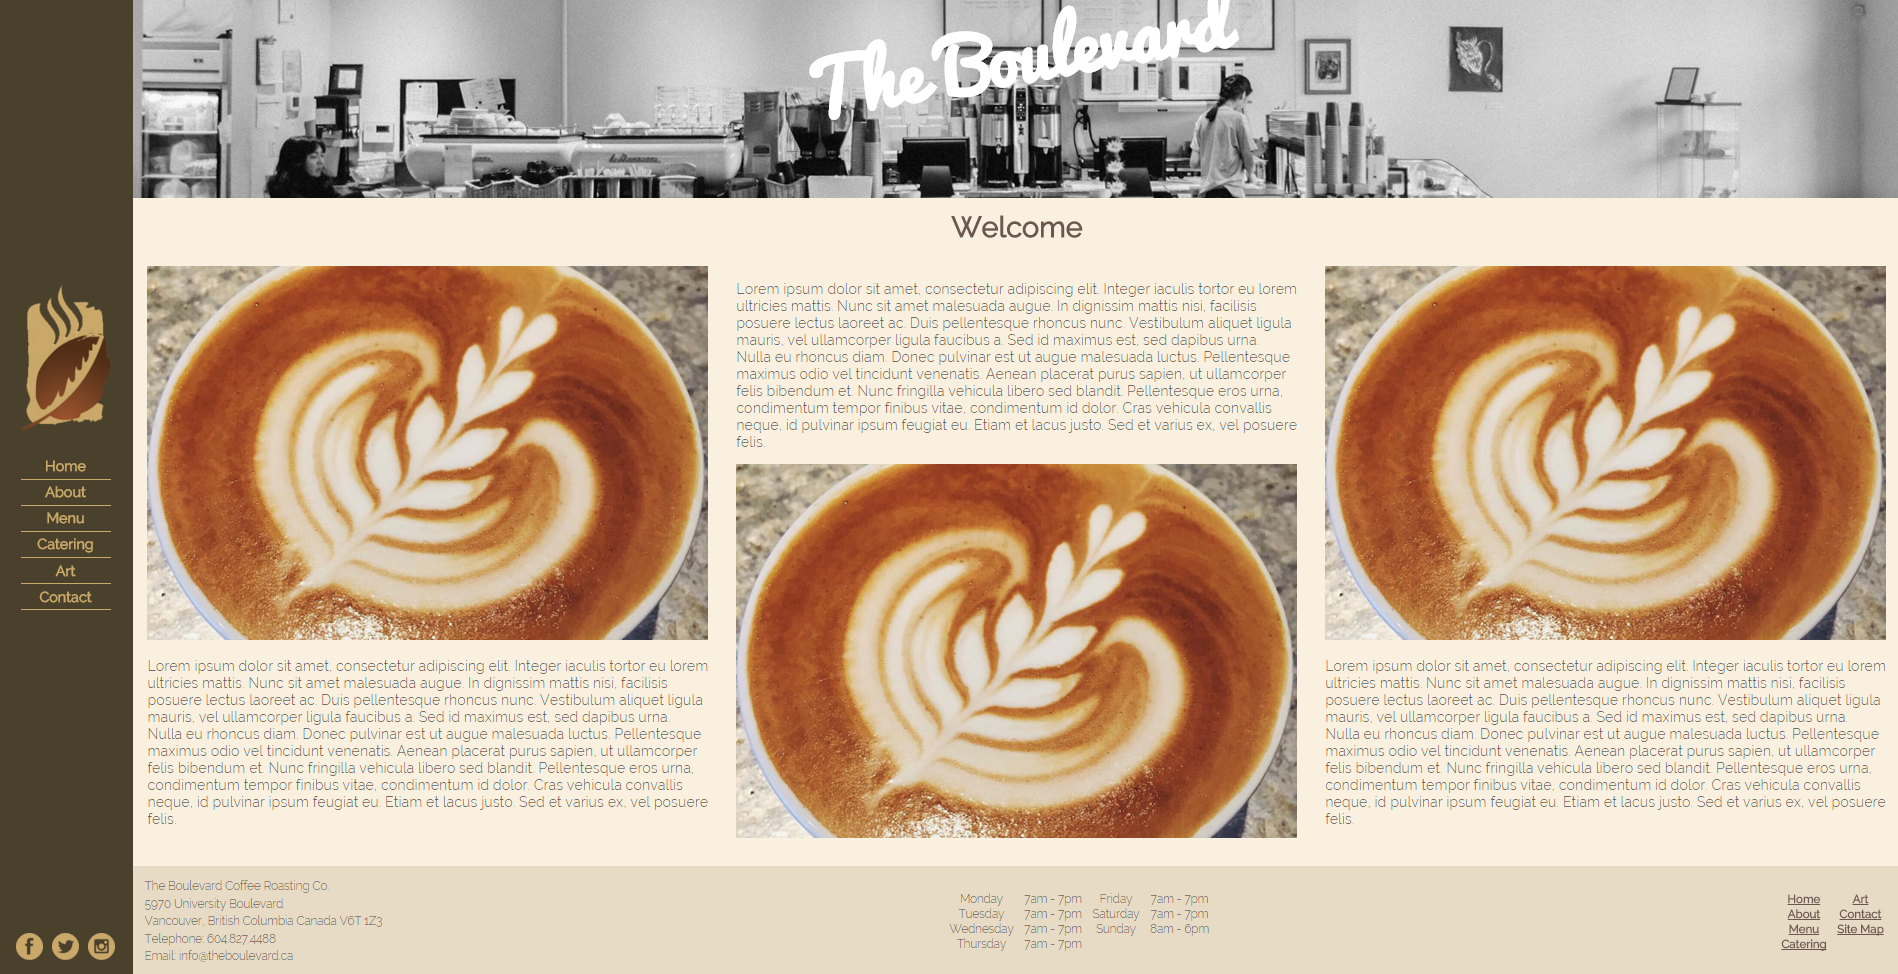 The Boulevard
Home
About
Menu
Catering
Art
Contact
Welcome
Lorem ipsum dolor sit amet, consectetur adipiscing elit. Integer iaculis tortor eu lorem
ultricies mattis. Nunc sit amet malesuada augue. In dignissim mattis nisi, facilisis
posuere lectus laoreet ac. Duis pellentesque rhoncus nunc. Vestibulum aliquet ligula
mauris, vel ullamcorper ligula faucibus a. Sed id maximus est, sed dapibus urna.
Nulla eu rhoncus diam. Donec pulvinar est ut augue malesuada luctus. Pellentesque
maximus odio vel tincidunt venenatis. Aenean placerat purus sapien, ut ullamcorper
felis bibendum et. Nunc fringilla vehicula libero sed blandit. Pellentesque eros urna,
condimentum tempor finibus vitae, condimentum id dolor. Cras vehicula convallis
neque, id pulvinar ipsum feugiat eu. Etiam et lacus justo. Sed et varius ex, vel posuere
felis.
Lorem ipsum dolor sit amet, consectetur adipiscing elit. Integer iaculis tortor eu lorem
ultricies mattis. Nunc sit amet malesuada augue. In dignissim mattis nisi, facilisis
posuere lectus laoreet ac. Duis pellentesque rhoncus nunc. Vestibulum aliquet ligula
mauris, vel ullamcorper ligula faucibus a. Sed id maximus est, sed dapibus urna.
Nulla eu rhoncus diam. Donec pulvinar est ut augue malesuada luctus. Pellentesque
maximus odio vel tincidunt venenatis. Aenean placerat purus sapien, ut ullamcorper
felis bibendum et. Nunc fringilla vehicula libero sed blandit. Pellentesque eros urna,
condimentum tempor finibus vitae, condimentum id dolor. Cras vehicula convallis
neque, id pulvinar ipsum feugiat eu. Etiam et lacus justo. Sed et varius ex, vel posuere
felis.
Lorem ipsum dolor sit amet, consectetur adipiscing elit. Integer iaculis tortor eu lorem
ultricies mattis. Nunc sit amet malesuada augue. In dignissim mattis nisi, facilisis
posuere lectus laoreet ac. Duis pellentesque rhoncus nunc. Vestibulum aliquet ligula
mauris, vel ullamcorper ligula faucibus a. Sed id maximus est, sed dapibus urna.
Nulla eu rhoncus diam. Donec pulvinar est ut augue malesuada luctus. Pellentesque
maximus odio vel tincidunt venenatis. Aenean placerat purus sapien, ut ullamcorper
felis bibendum et. Nunc fringilla vehicula libero sed blandit. Pellentesque eros urna,
condimentum tempor finibus vitae, condimentum id dolor. Cras vehicula convallis
neque, id pulvinar ipsum feugiat eu. Etiam et lacus justo. Sed et varius ex, vel posuere
felis.
The Boulevard Coffee Roasting Co.
5970 University Boulevard
Vancouver, British Columbia Canada V6T 1Z3
Telephone: 604.827.4488
Email: info@theboulevard.ca
Monday 7am - 7pm Friday 7am - 7pm
Tuesday 7am - 7pm Saturday 7am - 7pm
Wednesday 7am - 7pm Sunday 8am - 6pm
Thursday 7am - 7pm
Home Art
About Contact
Menu Site Map
Catering